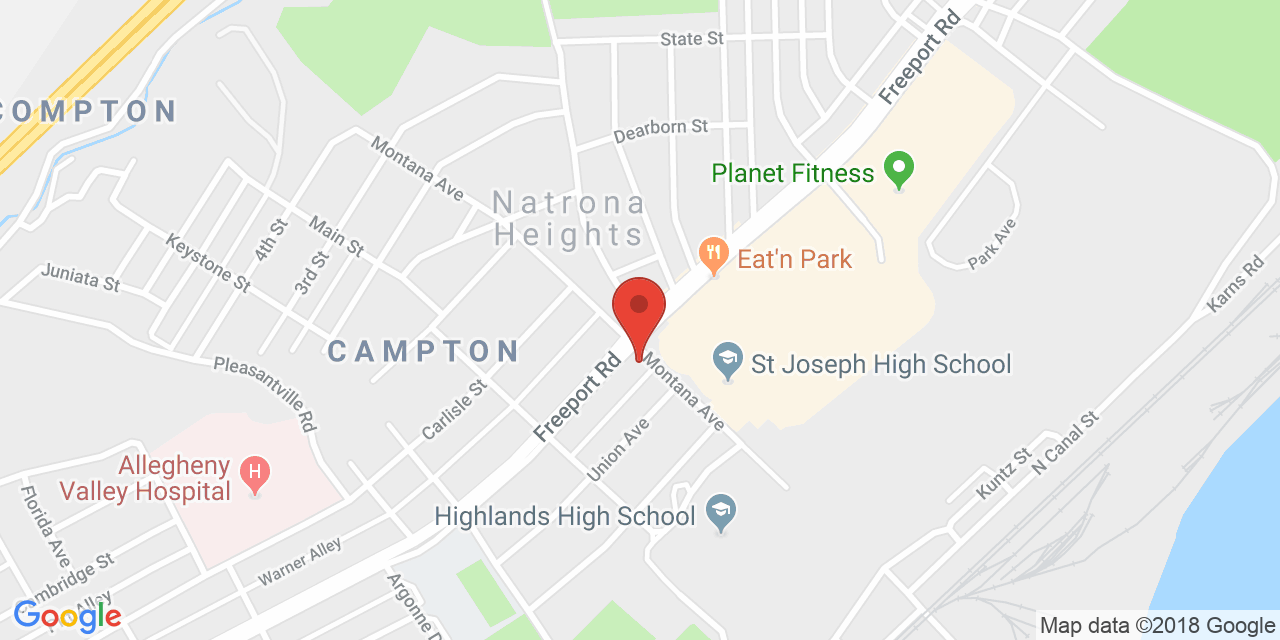 State St
Freeport Rd
COMPTON
Dearborn St
Montana Ave
Planet Fitness
Natrona
Heights
Main St
4th St
Keystone St
3rd St
Park Ave
Eat'n Park
Juniata St
Karns Rd
CAMPTON
St Joseph High School
Pleasantville Rd
Freeport Rd
Montana Ave
Carlisle St
Union Ave
N Canal St
Kuntz St
Allegheny
Valley Hospital
H
Highlands High School
Florida Ave
Warner Alley
Argonne D
Alley
Google
Map data ©2018 Google